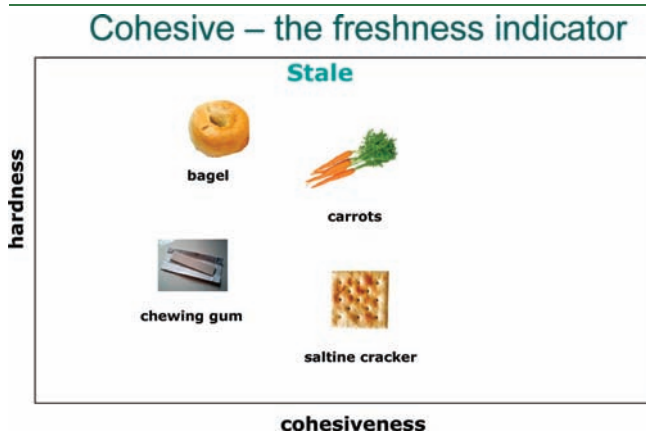 Cohesive – the freshness indicator
Stale
bagel
carrots
hardness
chewing gum
saltine cracker
cohesiveness